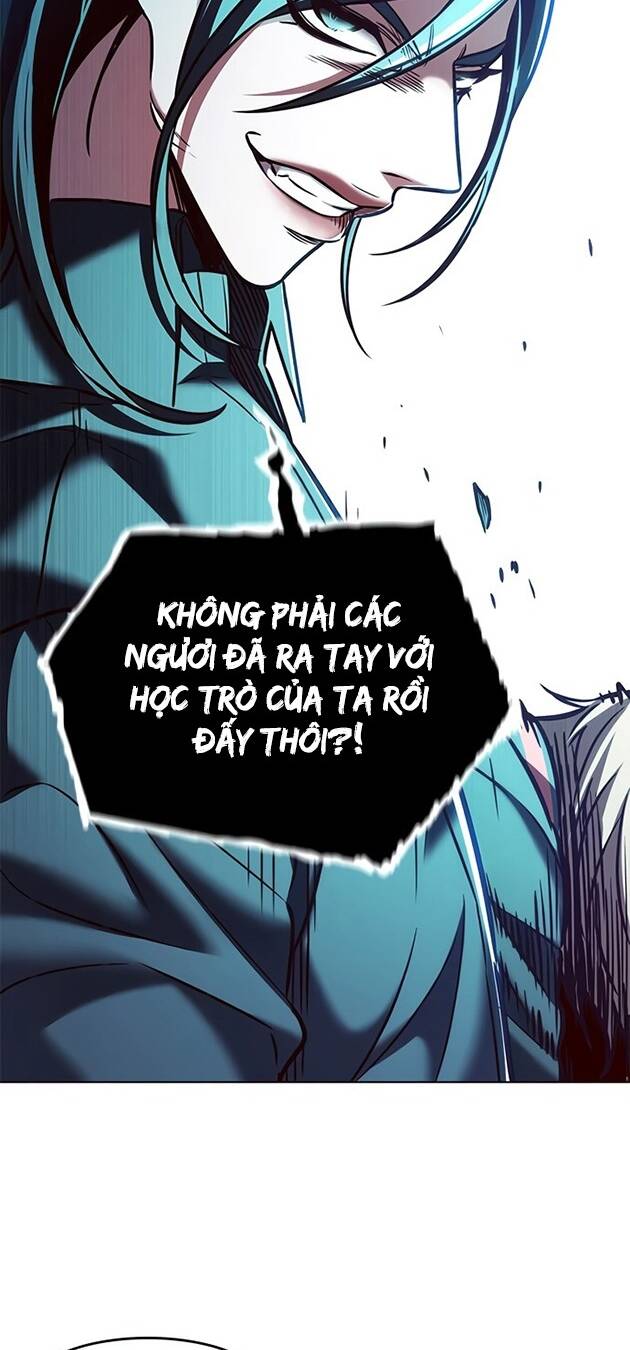 KHÔNG PHẢI CÁC
NGƯƠI ĐÃ RA TAY VỚI
HỌC TRÒ CỦA TA RỒI
ĐẤY THÔI?!